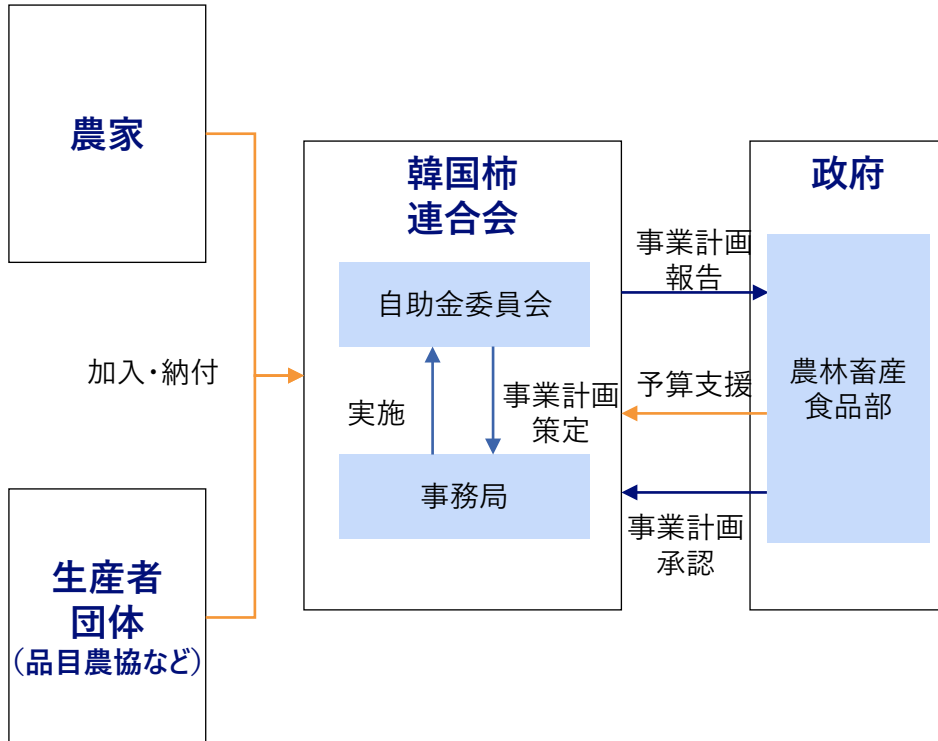 農家
生産者
団体
（品目農協など）
加入・納付
韓国柿
連合会
自助金委員会
実施
事業計画
策定
事務局
事業計画
報告
予算支援
事業計画
承認
政府
農林畜産
食品部